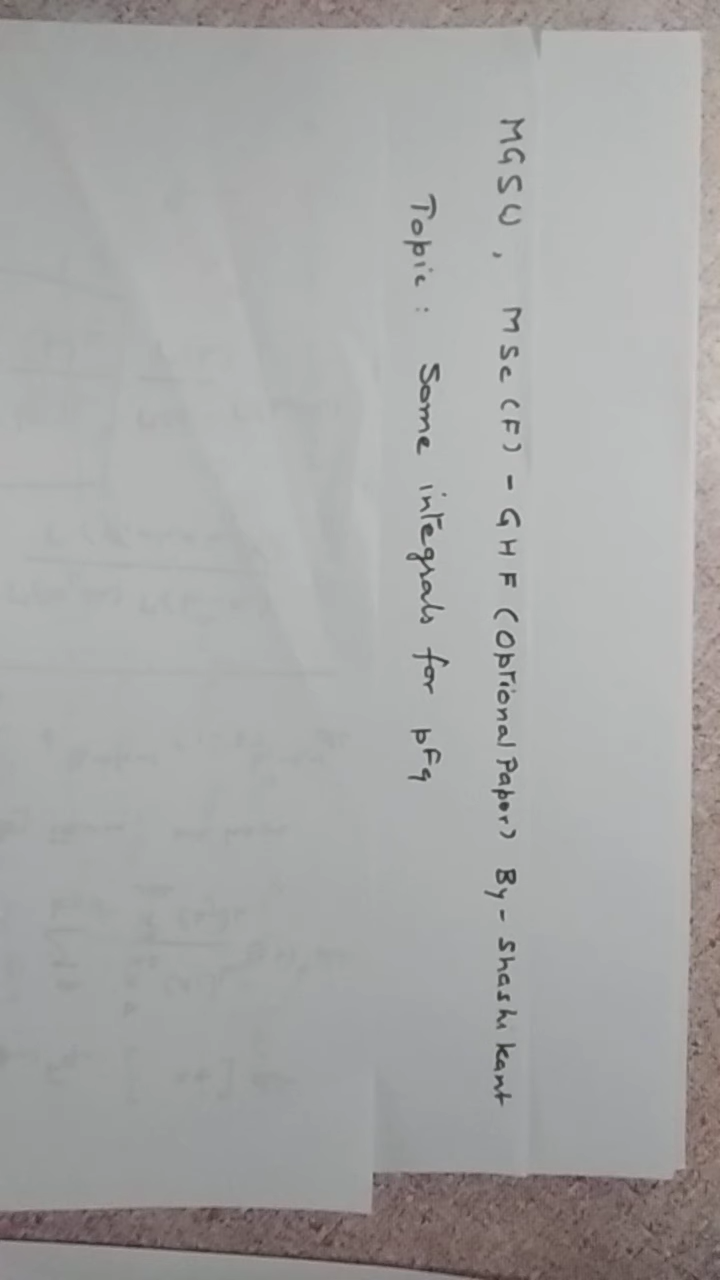 MGSU, MSc (F) - GHF (Optional Paper) By - Shashi Kant
Topic : Some integrals for pFq